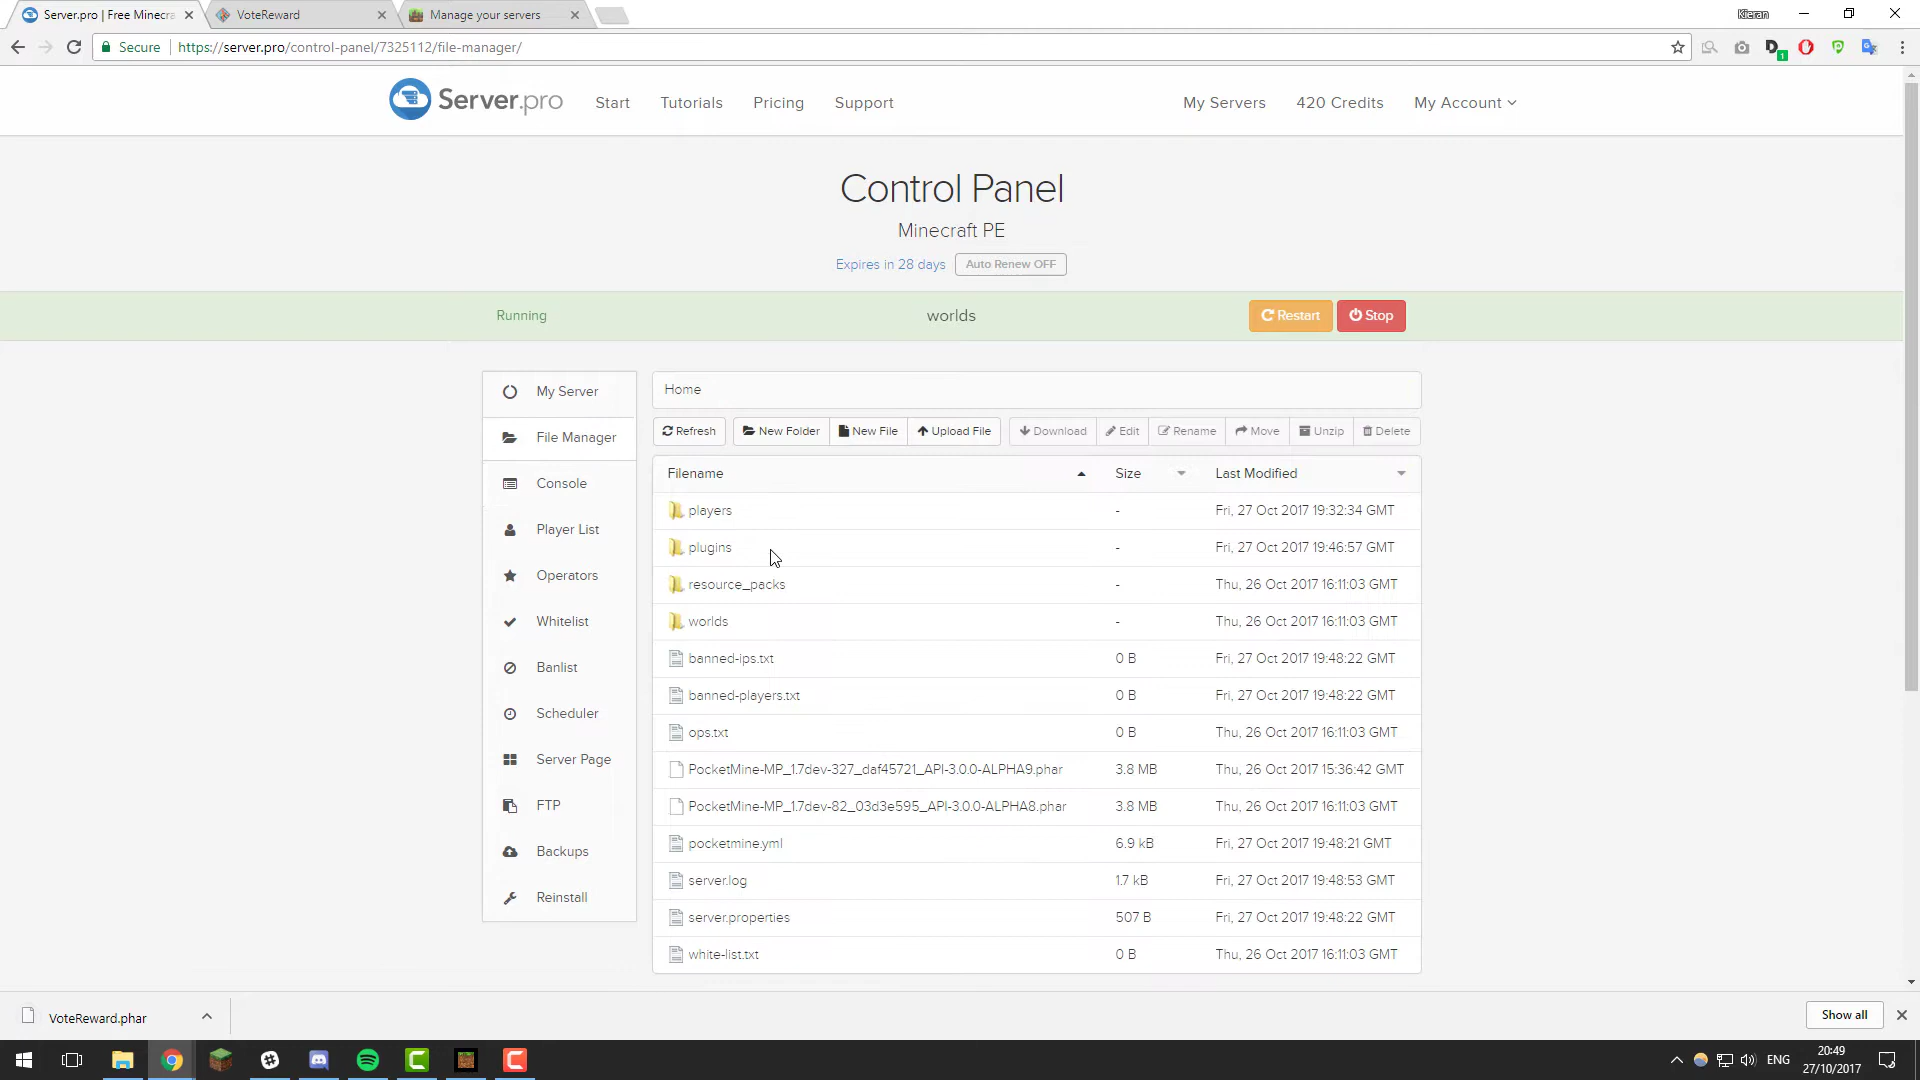 Server.pro | Free Minecra
VoteReward
Manage your servers
Kieran
Secure
https://server.pro/control-panel/7325112/file-manager/
Server.pro
Start
Tutorials
Pricing
Support
My Servers
420 Credits
My Account
Control Panel
Minecraft PE
Expires in 28 days
Auto Renew OFF
Running
worlds
Restart
Stop
My Server
File Manager
Console
Player List
Operators
Whitelist
Banlist
Scheduler
Server Page
FTP
Backups
Reinstall
Home
Refresh
New Folder
New File
Upload File
Download
Edit
Rename
Move
Unzip
Delete
Filename Size Last Modified
players - Fri, 27 Oct 2017 19:32:34 GMT
plugins - Fri, 27 Oct 2017 19:46:57 GMT
resource_packs - Thu, 26 Oct 2017 16:11:03 GMT
worlds - Thu, 26 Oct 2017 16:11:03 GMT
banned-ips.txt 0 B Fri, 27 Oct 2017 19:48:22 GMT
banned-players.txt 0 B Fri, 27 Oct 2017 19:48:22 GMT
ops.txt 0 B Thu, 26 Oct 2017 16:11:03 GMT
PocketMine-MP_1.7dev-327_daf45721_API-3.0.0-ALPHA9.phar 3.8 MB Thu, 26 Oct 2017 15:36:42 GMT
PocketMine-MP_1.7dev-82_03d3e595_API-3.0.0-ALPHA8.phar 3.8 MB Thu, 26 Oct 2017 16:11:03 GMT
pocketmine.yml 6.9 kB Fri, 27 Oct 2017 19:48:21 GMT
server.log 1.7 kB Fri, 27 Oct 2017 19:48:53 GMT
server.properties 507 B Fri, 27 Oct 2017 19:48:22 GMT
white-list.txt 0 B Thu, 26 Oct 2017 16:11:03 GMT
VoteReward.phar
Show all
ENG
20:49
27/10/2017